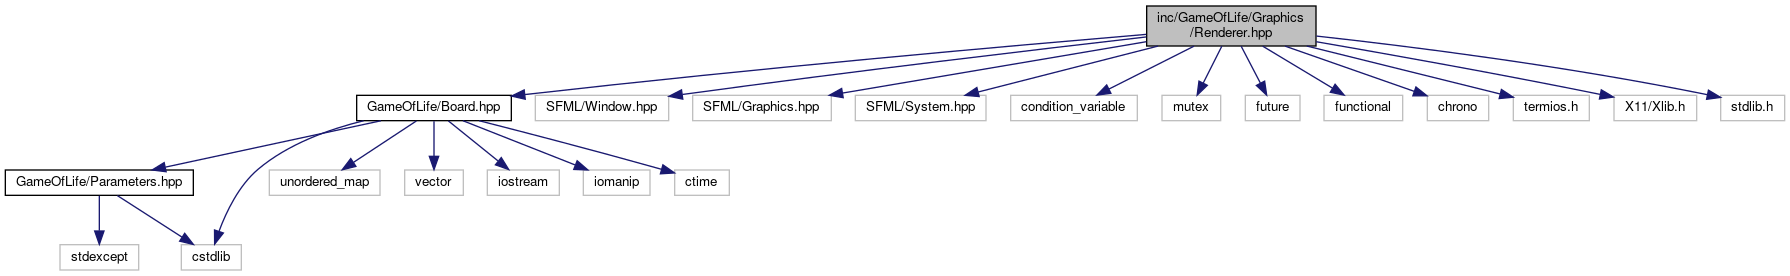 inc/GameOfLife/Graphics
/Renderer.hpp
GameOfLife/Board.hpp
SFML/Window.hpp
SFML/Graphics.hpp
SFML/System.hpp
condition_variable
mutex
future
functional
chrono
termios.h
X11/Xlib.h
stdlib.h
GameOfLife/Parameters.hpp
unordered_map
vector
iostream
iomanip
ctime
stdexcept
cstdlib